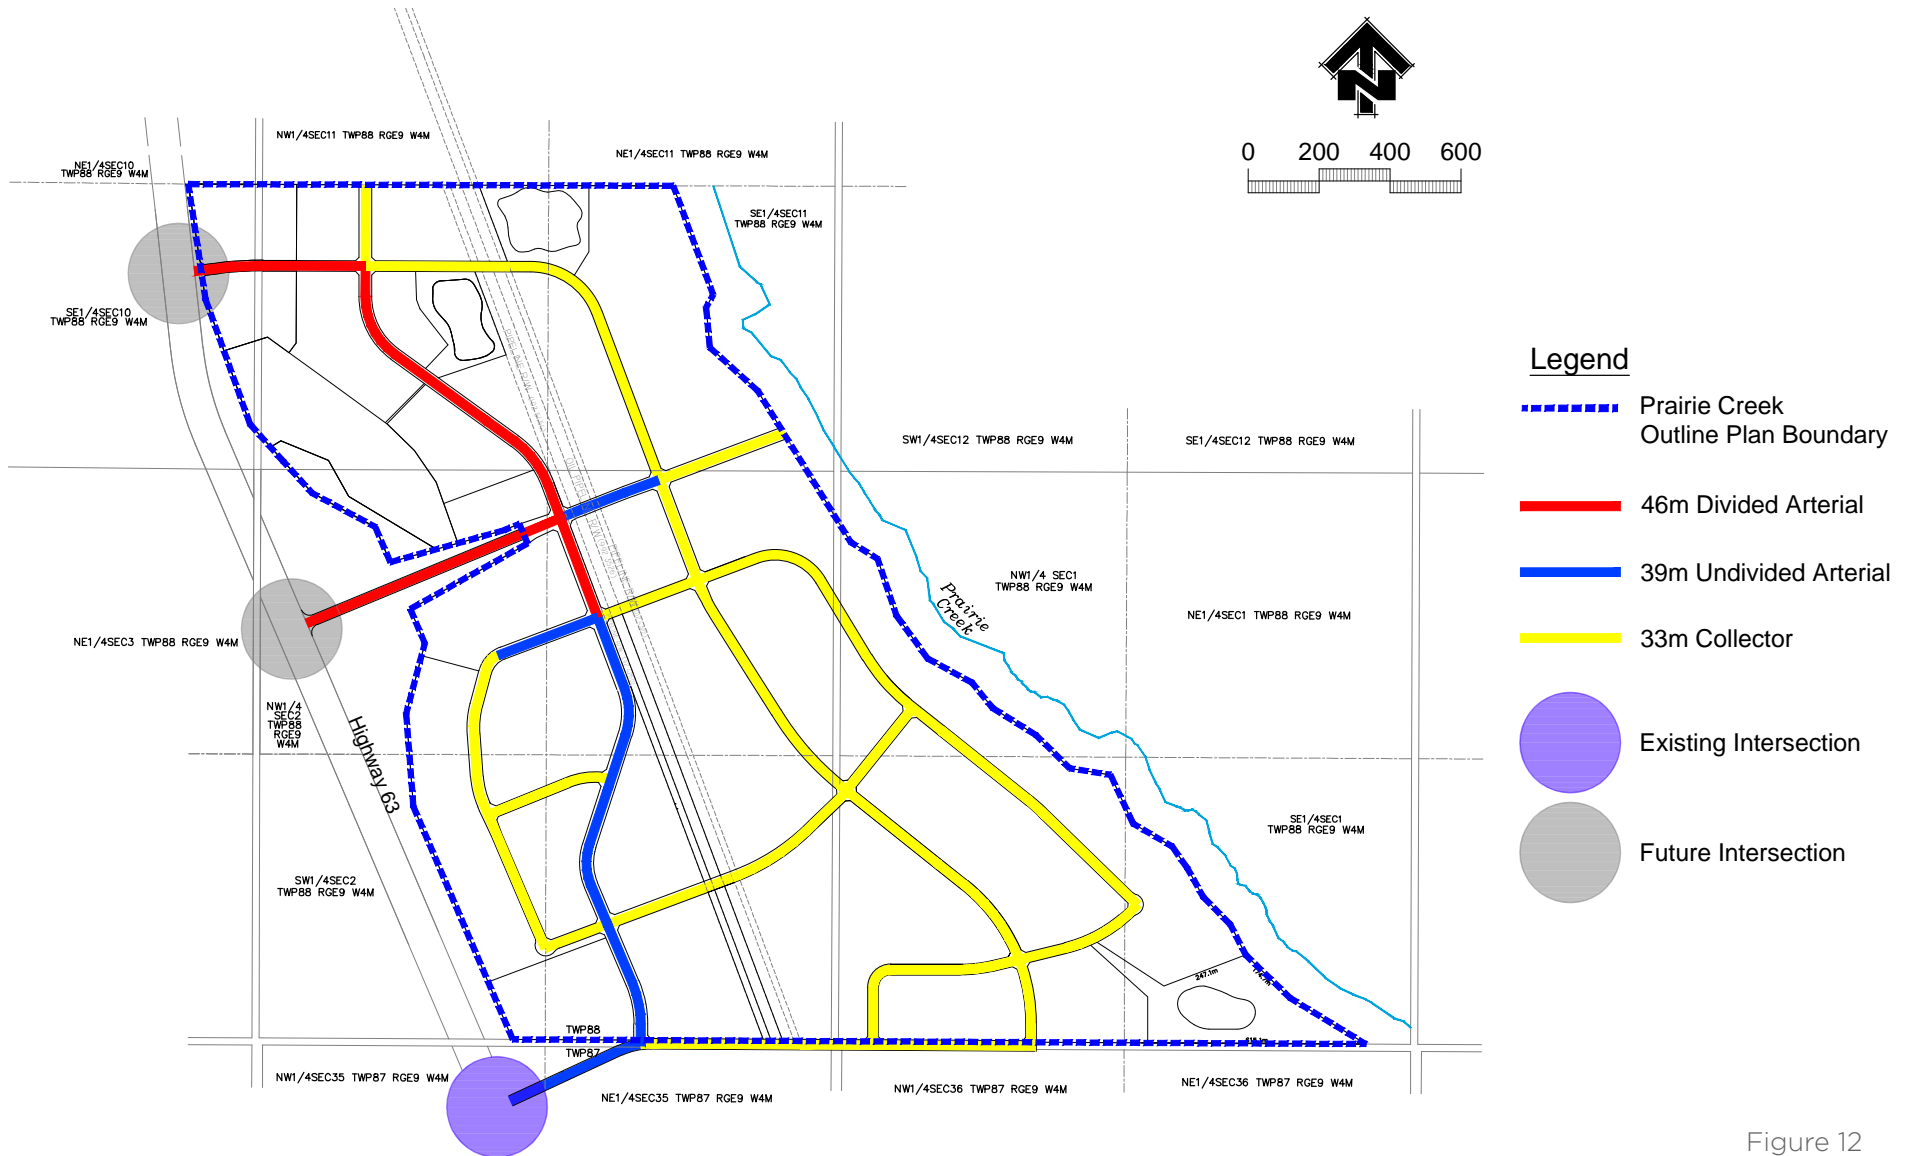 N
0 200 400 600
NW1/4SEC11 TWP88 RGE9 W4M
NE1/4SEC11 TWP88 RGE9 W4M
NE1/4SEC10
TWP88 RGE9 W4M
SE1/4SEC11
TWP88 RGE9 W4M
SE1/4SEC10
TWP88 RGE9 W4M
SW1/4SEC12 TWP88 RGE9 W4M
SE1/4SEC12 TWP88 RGE9 W4M
NW1/4 SEC1
TWP88 RGE9 W4M
Prairie
Creek
NE1/4SEC1 TWP88 RGE9 W4M
NE1/4SEC3 TWP88 RGE9 W4M
NW1/4
SEC2
TWP88
RGE9
W4M
Highway 63
SE1/4SEC1
TWP88 RGE9 W4M
SW1/4SEC2
TWP88 RGE9 W4M
247.1m
TWP88
TWP87
NW1/4SEC35 TWP87 RGE9 W4M
NE1/4SEC35 TWP87 RGE9 W4M
NW1/4SEC36 TWP87 RGE9 W4M
NE1/4SEC36 TWP87 RGE9 W4M
Legend
Prairie Creek
Outline Plan Boundary
46m Divided Arterial
39m Undivided Arterial
33m Collector
Existing Intersection
Future Intersection
Figure 12